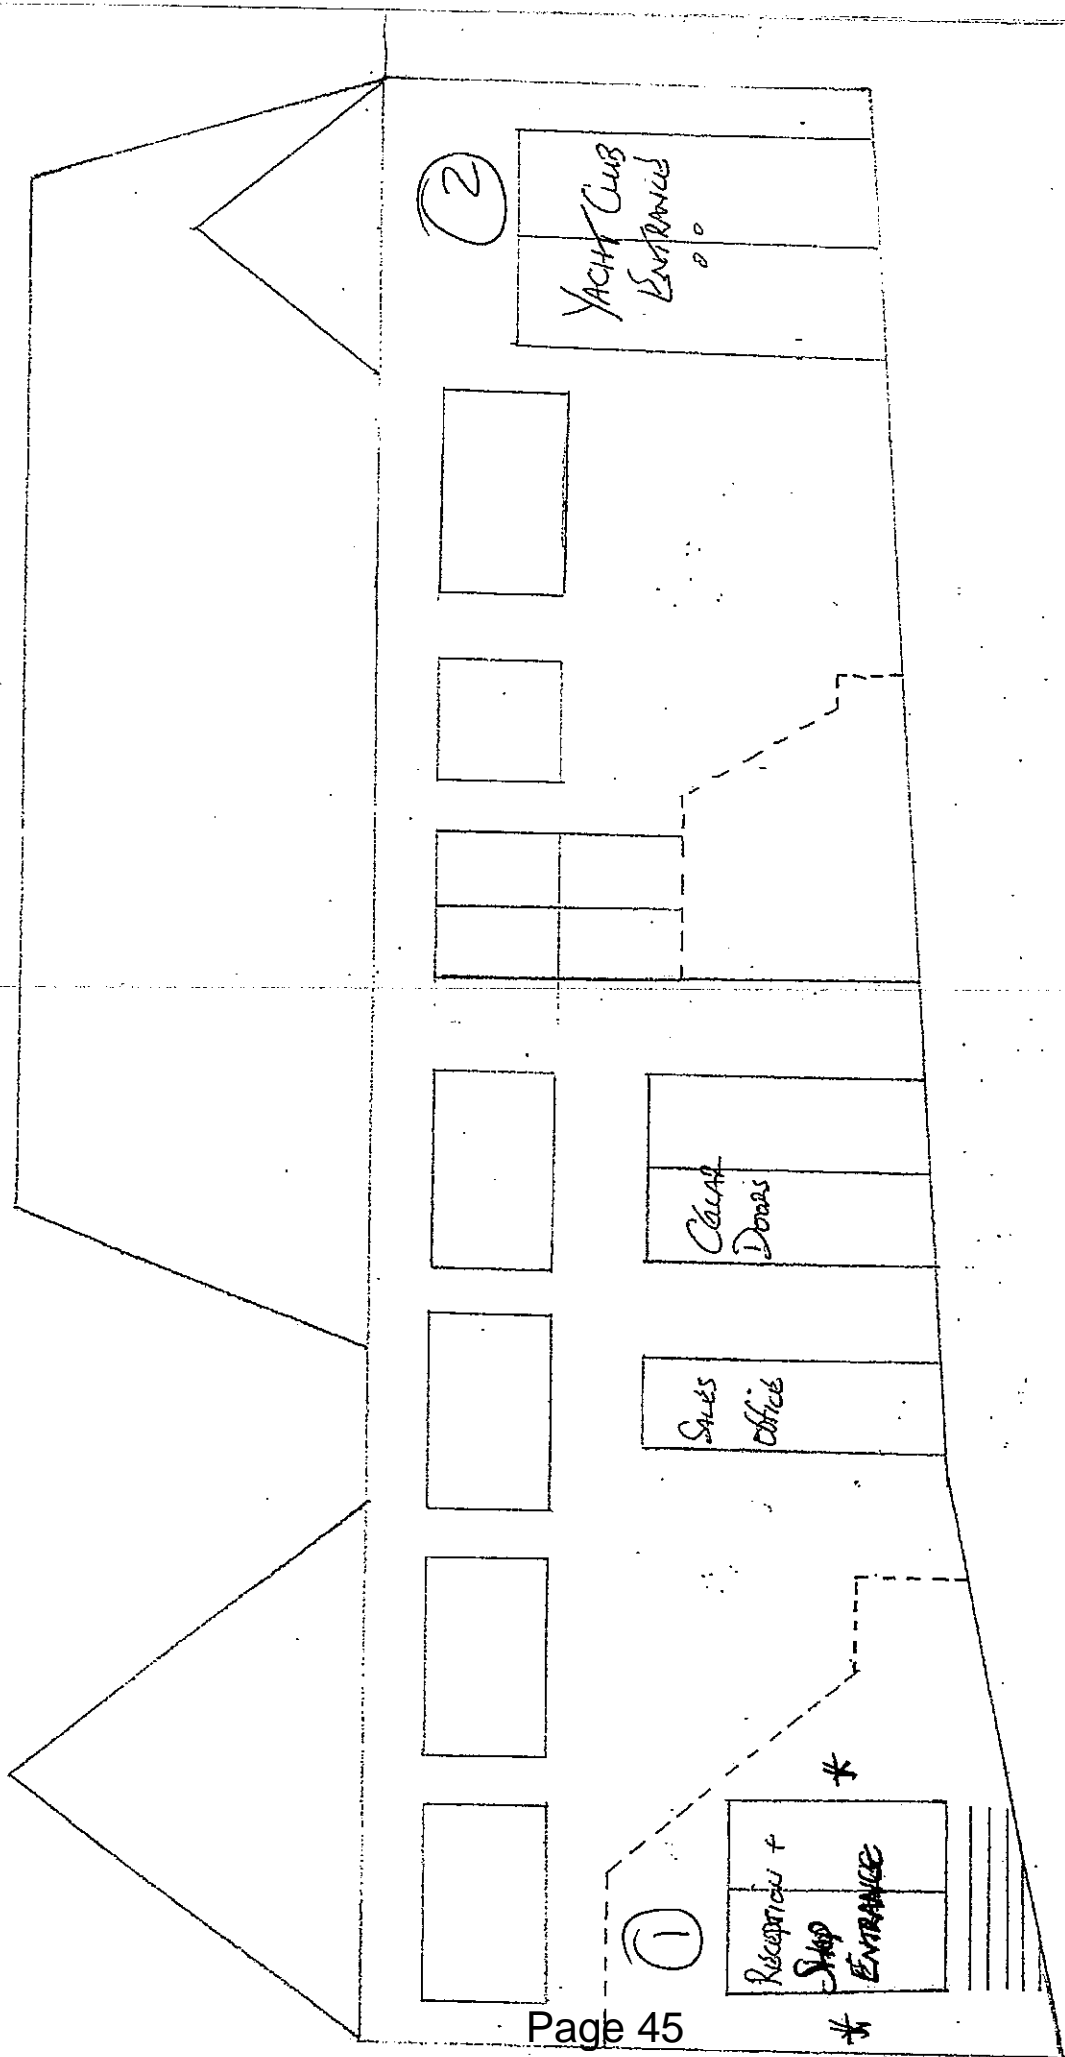 2
YACHT CLUB
ENTRANCE
CELLAR
DOORS
SALES
OFFICE
1
RECEPTION +
SHOP
ENTRANCE
*
*
Page 45